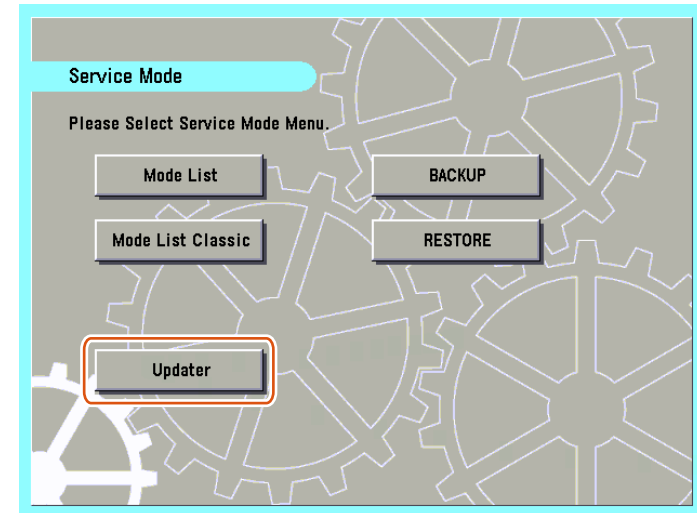 Service Mode
Please Select Service Mode Menu.
Mode List
BACKUP
Mode List Classic
RESTORE
Updater